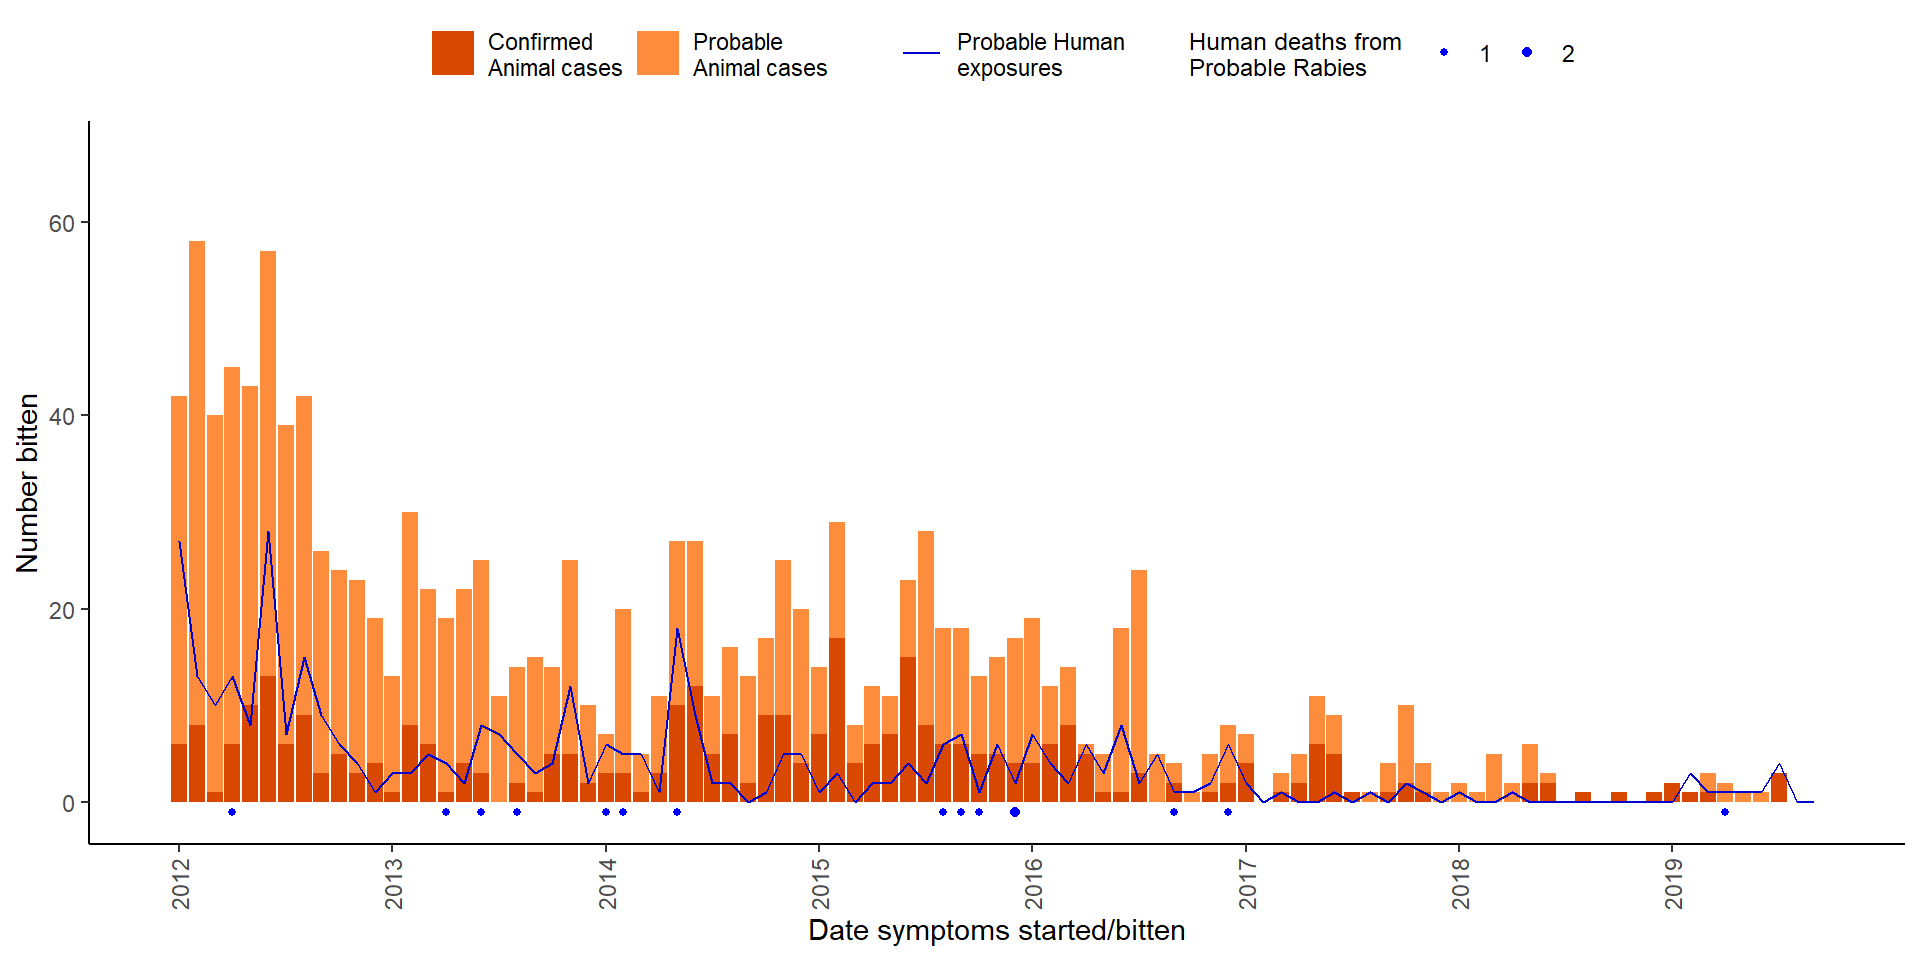 Confirmed
Animal cases
Probable
Animal cases
Probable Human
exposures
Human deaths from
Probable Rabies
1
2
Number bitten
60
40
20
0
2012
2013
2014
2015
2016
2017
2018
2019
Date symptoms started/bitten